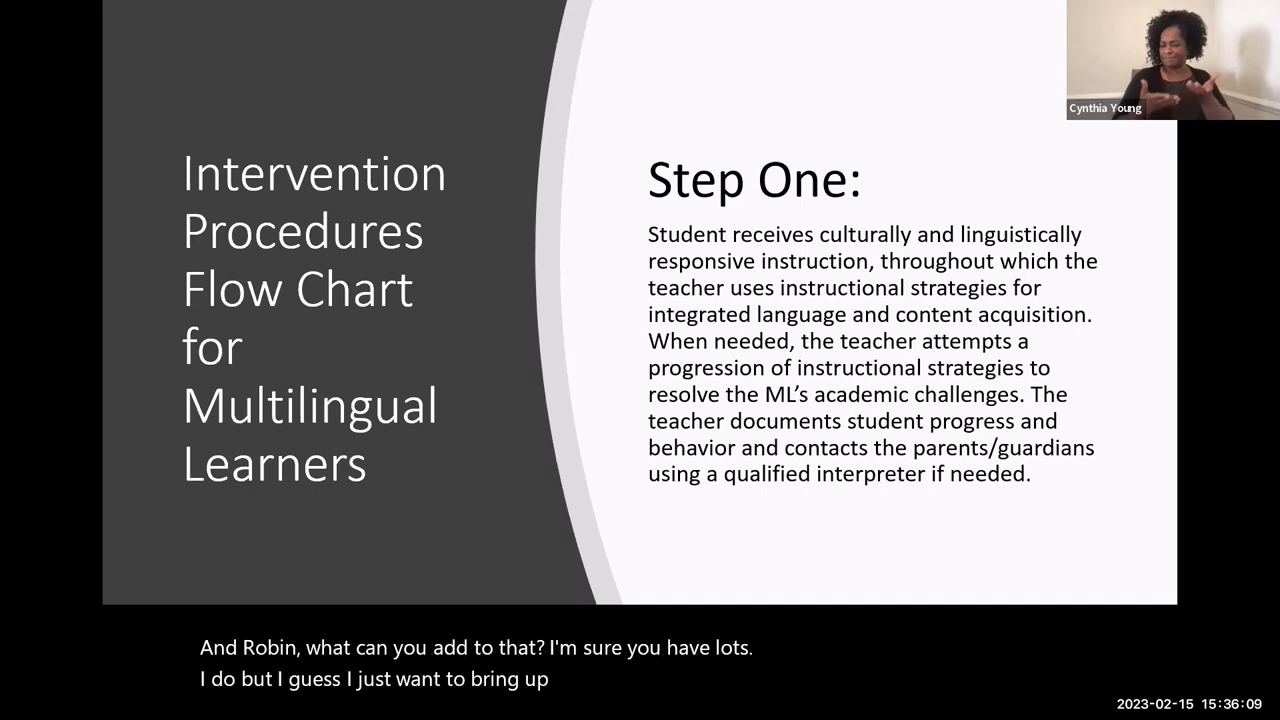 Intervention
Procedures
Flow Chart
for
Multilingual
Learners
Step One:
Student receives culturally and linguistically
responsive instruction, throughout which the
teacher uses instructional strategies for
integrated language and content acquisition.
When needed, the teacher attempts a
progression of instructional strategies to
resolve the ML’s academic challenges. The
teacher documents student progress and
behavior and contacts the parents/guardians
using a qualified interpreter if needed.
Cynthia Young
And Robin, what can you add to that? I'm sure you have lots.
I do but I guess I just want to bring up
2023-02-15 15:36:09